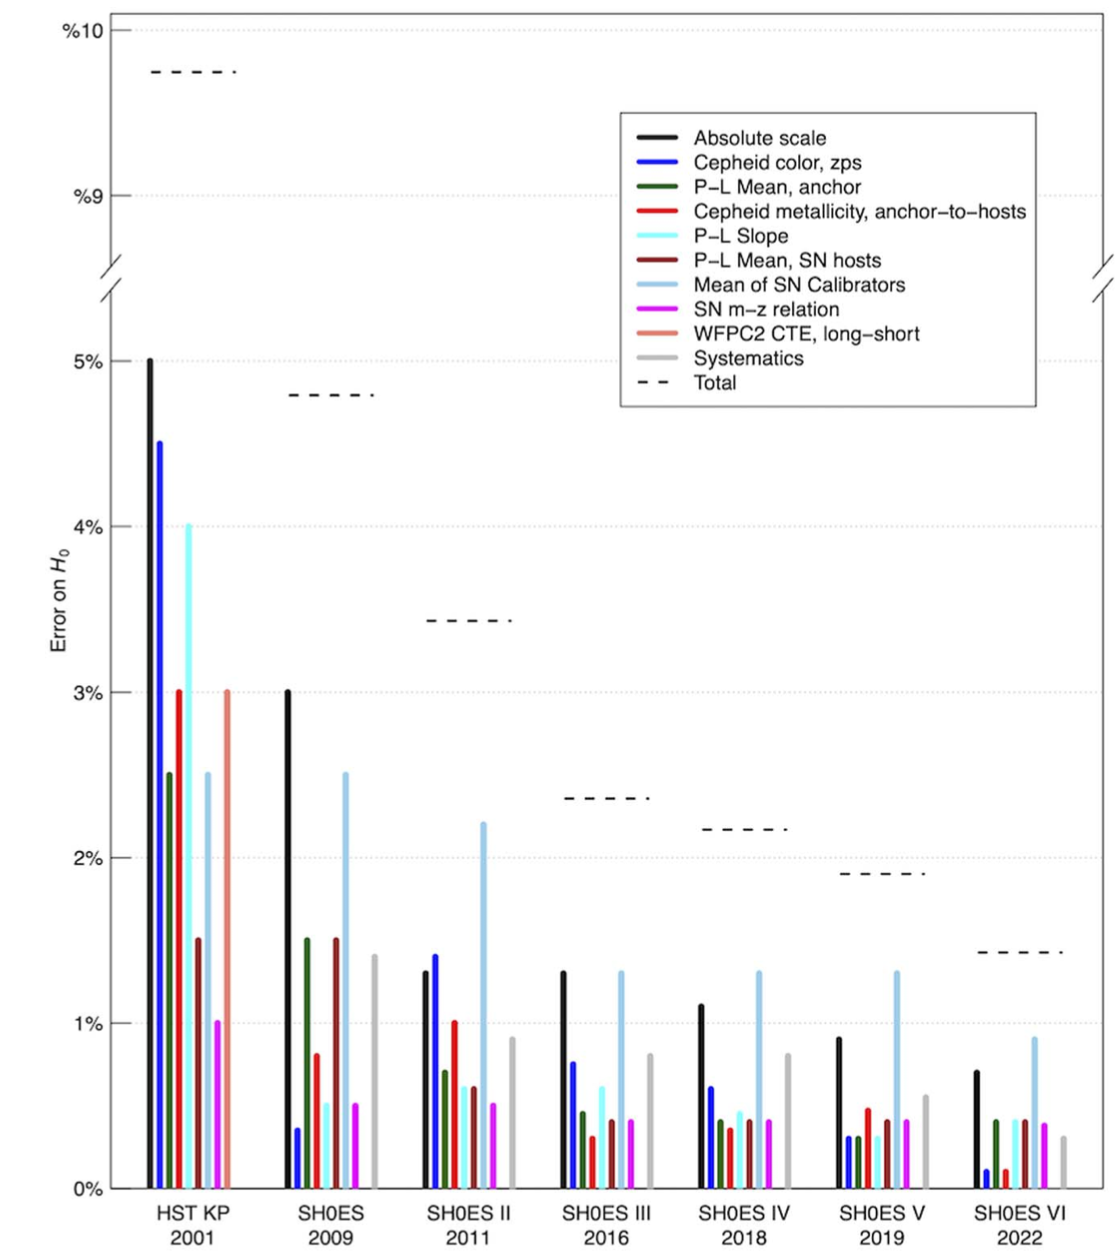 %10
%9
5%
4%
3%
2%
1%
0%
Error on H₀
Absolute scale
Cepheid color, zps
P–L Mean, anchor
Cepheid metallicity, anchor–to–hosts
P–L Slope
P–L Mean, SN hosts
Mean of SN Calibrators
SN m–z relation
WFPC2 CTE, long–short
Systematics
Total
HST KP
2001
SH0ES
2009
SH0ES II
2011
SH0ES III
2016
SH0ES IV
2018
SH0ES V
2019
SH0ES VI
2022